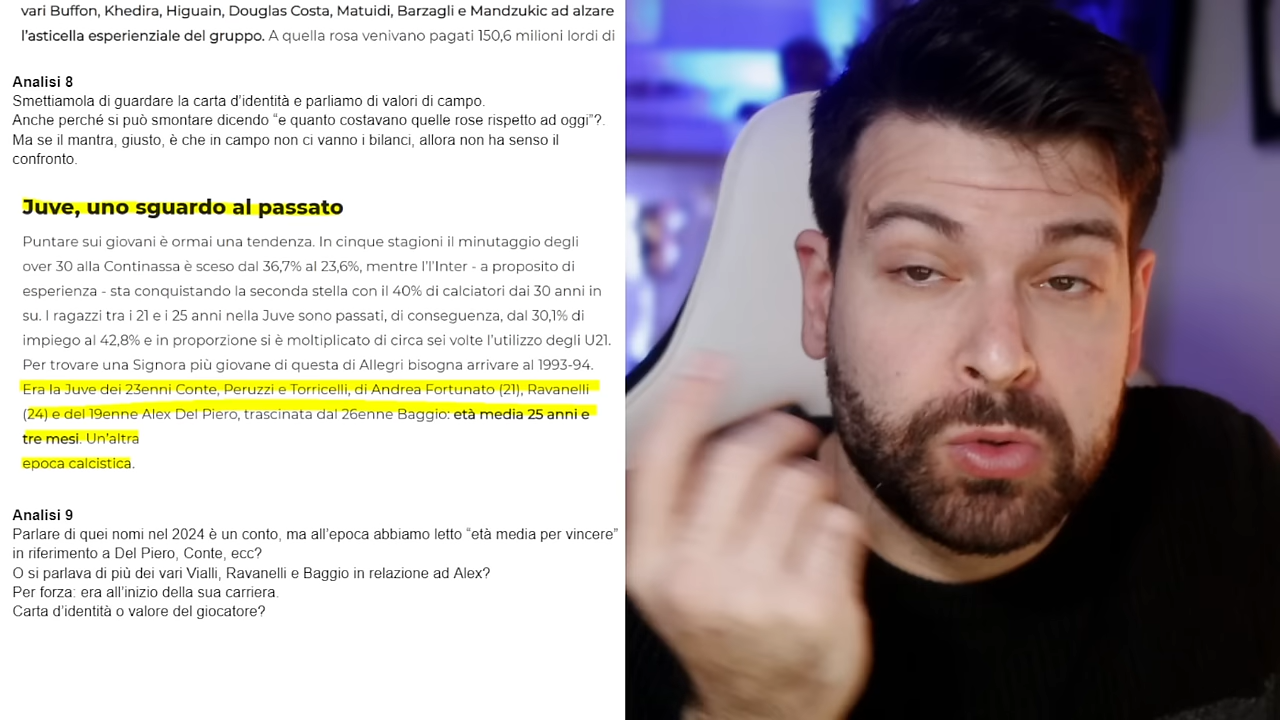 vari Buffon, Khedira, Higuain, Douglas Costa, Matuidi, Barzagli e Mandzukic ad alzare
l'asticella esperienziale del gruppo. A quella rosa venivano pagati 150,6 milioni lordi di
Analisi 8
Smettiamola di guardare la carta d'identità e parliamo di valori di campo.
Anche perché si può smontare dicendo “e quanto costavano quelle rose rispetto ad oggi”?.
Ma se il mantra, giusto, è che in campo non ci vanno i bilanci, allora non ha senso il
confronto.
Juve, uno sguardo al passato
Puntare sui giovani è ormai una tendenza. In cinque stagioni il minutaggio degli
over 30 alla Continassa è sceso dal 36,7% al 23,6%, mentre l'l'Inter - a proposito di
esperienza - sta conquistando la seconda stella con il 40% di calciatori dai 30 anni in
su. I ragazzi tra i 21 e i 25 anni nella Juve sono passati, di conseguenza, dal 30,1% di
impiego al 42,8% e in proporzione si è moltiplicato di circa sei volte l'utilizzo degli U21.
Per trovare una Signora più giovane di questa di Allegri bisogna arrivare al 1993-94.
Era la Juve dei 23enni Conte, Peruzzi e Torricelli, di Andrea Fortunato (21), Ravanelli
(24) e del 19enne Alex Del Piero, trascinata dal 26enne Baggio: età media 25 anni e
tre mesi. Un'altra
epoca calcistica.
Analisi 9
Parlare di quei nomi nel 2024 è un conto, ma all'epoca abbiamo letto “età media per vincere”
in riferimento a Del Piero, Conte, ecc?
O si parlava di più dei vari Vialli, Ravanelli e Baggio in relazione ad Alex?
Per forza: era all'inizio della sua carriera.
Carta d'identità o valore del giocatore?